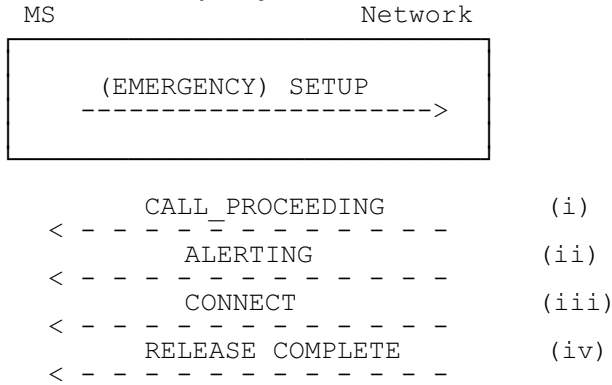 MS Network
(EMERGENCY) SETUP
---------------------->
CALL_PROCEEDING (i)
< - - - - - - - - - - - - -
ALERTING (ii)
< - - - - - - - - - - - - -
CONNECT (iii)
< - - - - - - - - - - - - -
RELEASE COMPLETE (iv)
< - - - - - - - - - - - - -